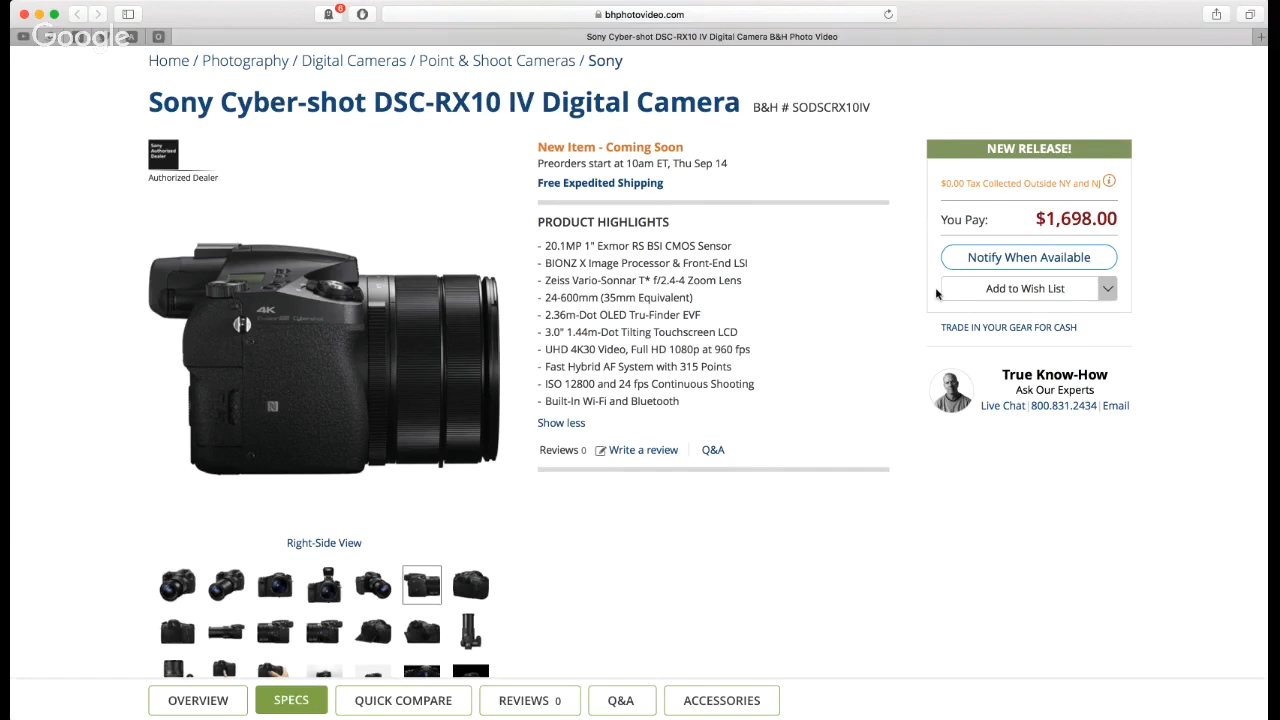 6
bhphotovideo.com
Google
Sony Cyber-shot DSC-RX10 IV Digital Camera B&H Photo Video
Home / Photography / Digital Cameras / Point & Shoot Cameras / Sony
Sony Cyber-shot DSC-RX10 IV Digital Camera B&H # SODSCRX10IV
Sony
Authorized
Dealer
Authorized Dealer
4K
Right-Side View
New Item - Coming Soon
Preorders start at 10am ET, Thu Sep 14
Free Expedited Shipping
PRODUCT HIGHLIGHTS
- 20.1MP 1" Exmor RS BSI CMOS Sensor
- BIONZ X Image Processor & Front-End LSI
- Zeiss Vario-Sonnar T* f/2.4-4 Zoom Lens
- 24-600mm (35mm Equivalent)
- 2.36m-Dot OLED Tru-Finder EVF
- 3.0" 1.44m-Dot Tilting Touchscreen LCD
- UHD 4K30 Video, Full HD 1080p at 960 fps
- Fast Hybrid AF System with 315 Points
- ISO 12800 and 24 fps Continuous Shooting
- Built-In Wi-Fi and Bluetooth
Show less
Reviews 0 Write a review Q&A
NEW RELEASE!
$0.00 Tax Collected Outside NY and NJ
You Pay: $1,698.00
Notify When Available
Add to Wish List
TRADE IN YOUR GEAR FOR CASH
True Know-How
Ask Our Experts
Live Chat | 800.831.2434 | Email
OVERVIEW SPECS QUICK COMPARE REVIEWS 0 Q&A ACCESSORIES